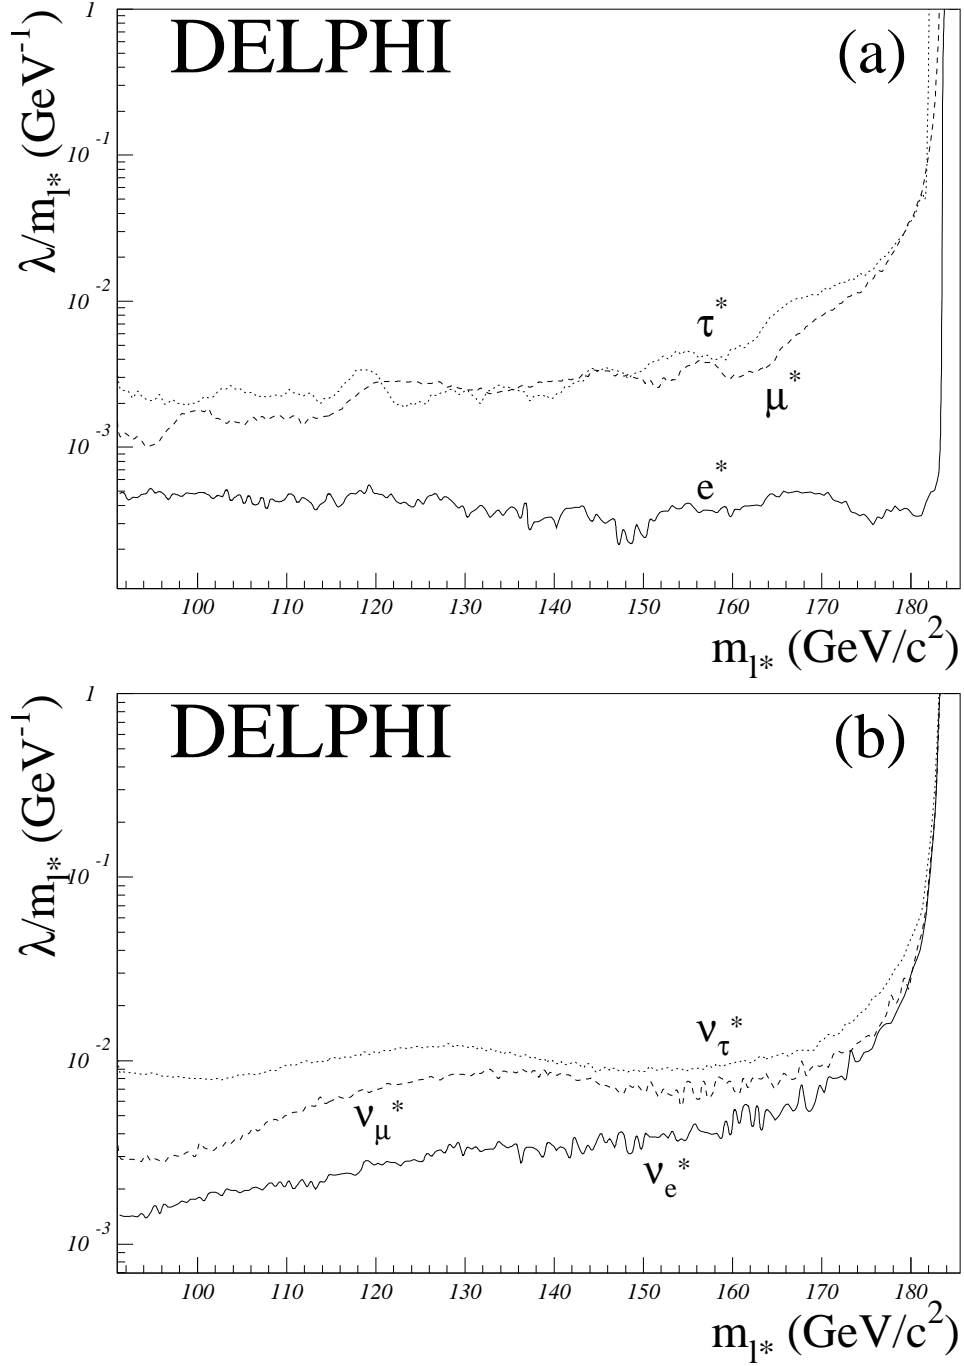 DELPHI (a)
λ/m_l* (GeV^-1)
1
10^-1
10^-2
10^-3
τ*
μ*
e*
100 110 120 130 140 150 160 170 180
m_l* (GeV/c^2)
DELPHI (b)
λ/m_l* (GeV^-1)
1
10^-1
10^-2
10^-3
ν_τ*
ν_μ*
ν_e*
100 110 120 130 140 150 160 170 180
m_l* (GeV/c^2)